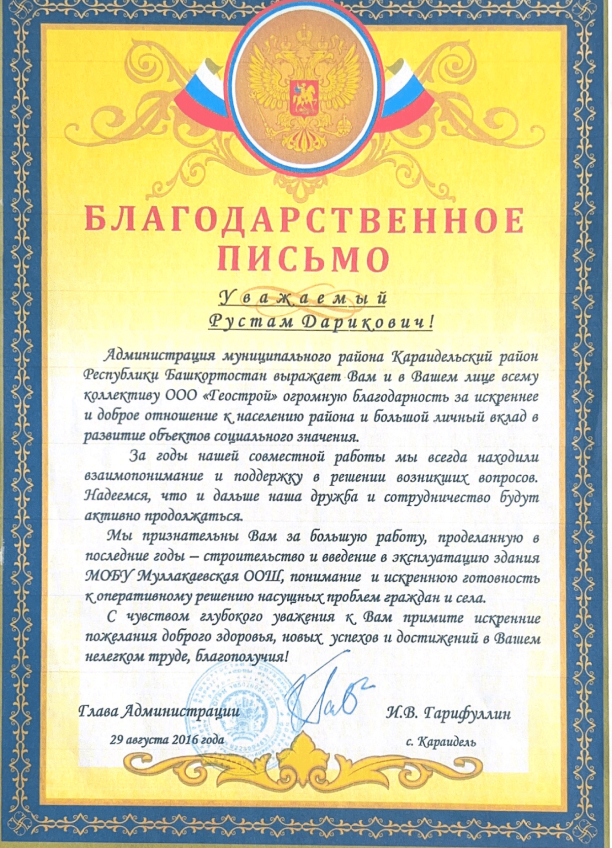 БЛАГОДАРСТВЕННОЕ
ПИСЬМО
Уважаемый
Рустам Дарикович!
Администрация муниципального района Караидельский район
Республики Башкортостан выражает Вам и в Вашем лице всему
коллективу ООО «Геострой» огромную благодарность за искреннее
и доброе отношение к населению района и большой личный вклад в
развитие объектов социального значения.
За годы нашей совместной работы мы всегда находили
взаимопонимание и поддержку в решении возникших вопросов.
Надеемся, что и дальше наша дружба и сотрудничество будут
активно продолжаться.
Мы признательны Вам за большую работу, проделанную в
последние годы – строительство и введение в эксплуатацию здания
МОБУ Муллакаевская ООШ, понимание и искреннюю готовность
к оперативному решению насущных проблем граждан и села.
С чувством глубокого уважения к Вам примите искренние
пожелания доброго здоровья, новых успехов и достижений в Вашем
нелегком труде, благополучия!
Глава Администрации И.В. Гарифуллин
29 августа 2016 года с. Караидель